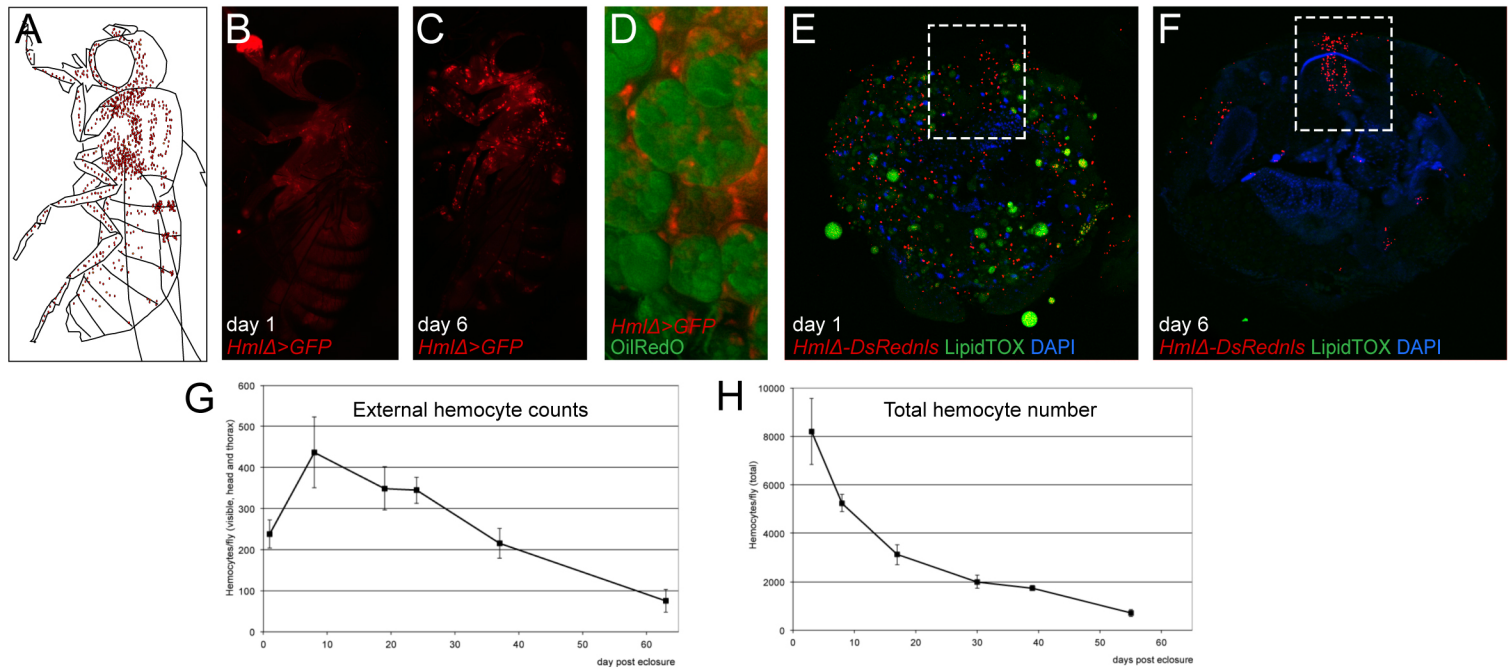 A
B
day 1
HmlΔ>GFP
C
day 6
HmlΔ>GFP
D
HmlΔ>GFP
OilRedO
E
day 1
HmlΔ-DsRednls LipidTOX DAPI
F
day 6
HmlΔ-DsRednls LipidTOX DAPI
G
External hemocyte counts
Hemocytes/fly (visible, head and thorax)
600
500
400
300
200
100
0
0 10 20 30 40 50 60
day post eclosure
H
Total hemocyte number
Hemocytes/fly (total)
10000
8000
6000
4000
2000
0
0 10 20 30 40 50 60
days post eclosure